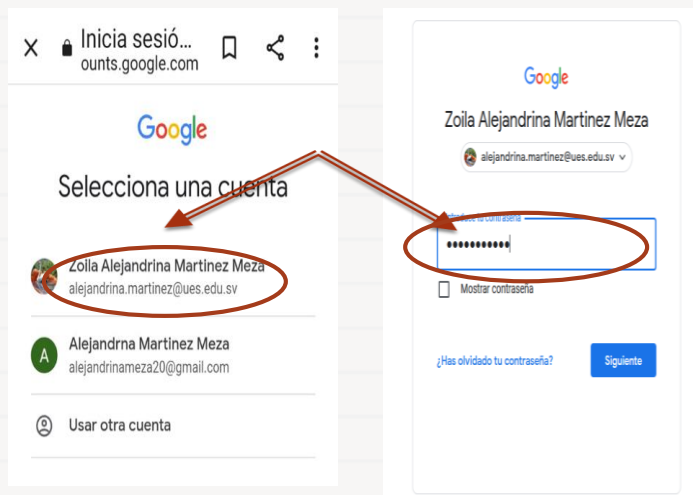 Inicia sesió...
ounts.google.com
Google
Selecciona una cuenta
Zoila Alejandrina Martinez Meza
alejandrina.martinez@ues.edu.sv
A
Alejandrna Martinez Meza
alejandrinameza20@gmail.com
Usar otra cuenta
Google
Zoila Alejandrina Martinez Meza
alejandrina.martinez@ues.edu.sv
tu contraseña
•••••••••••
Mostrar contraseña
¿Has olvidado tu contraseña?
Siguiente